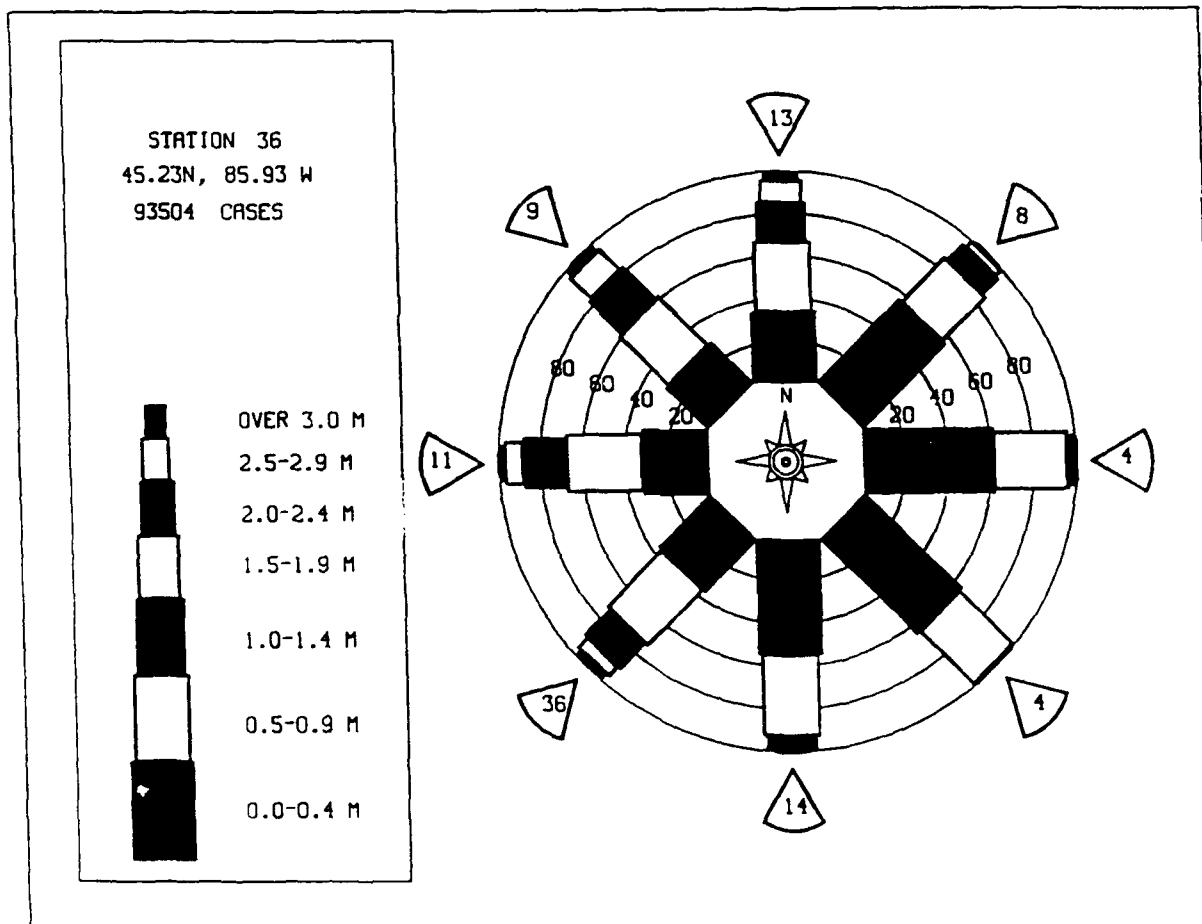 STATION 36
45.23N, 85.93 W
93504 CASES
OVER 3.0 M
2.5-2.9 M
2.0-2.4 M
1.5-1.9 M
1.0-1.4 M
0.5-0.9 M
0.0-0.4 M
13
9
8
80
60
40
20
N
20
40
60
80
11
4
36
4
14